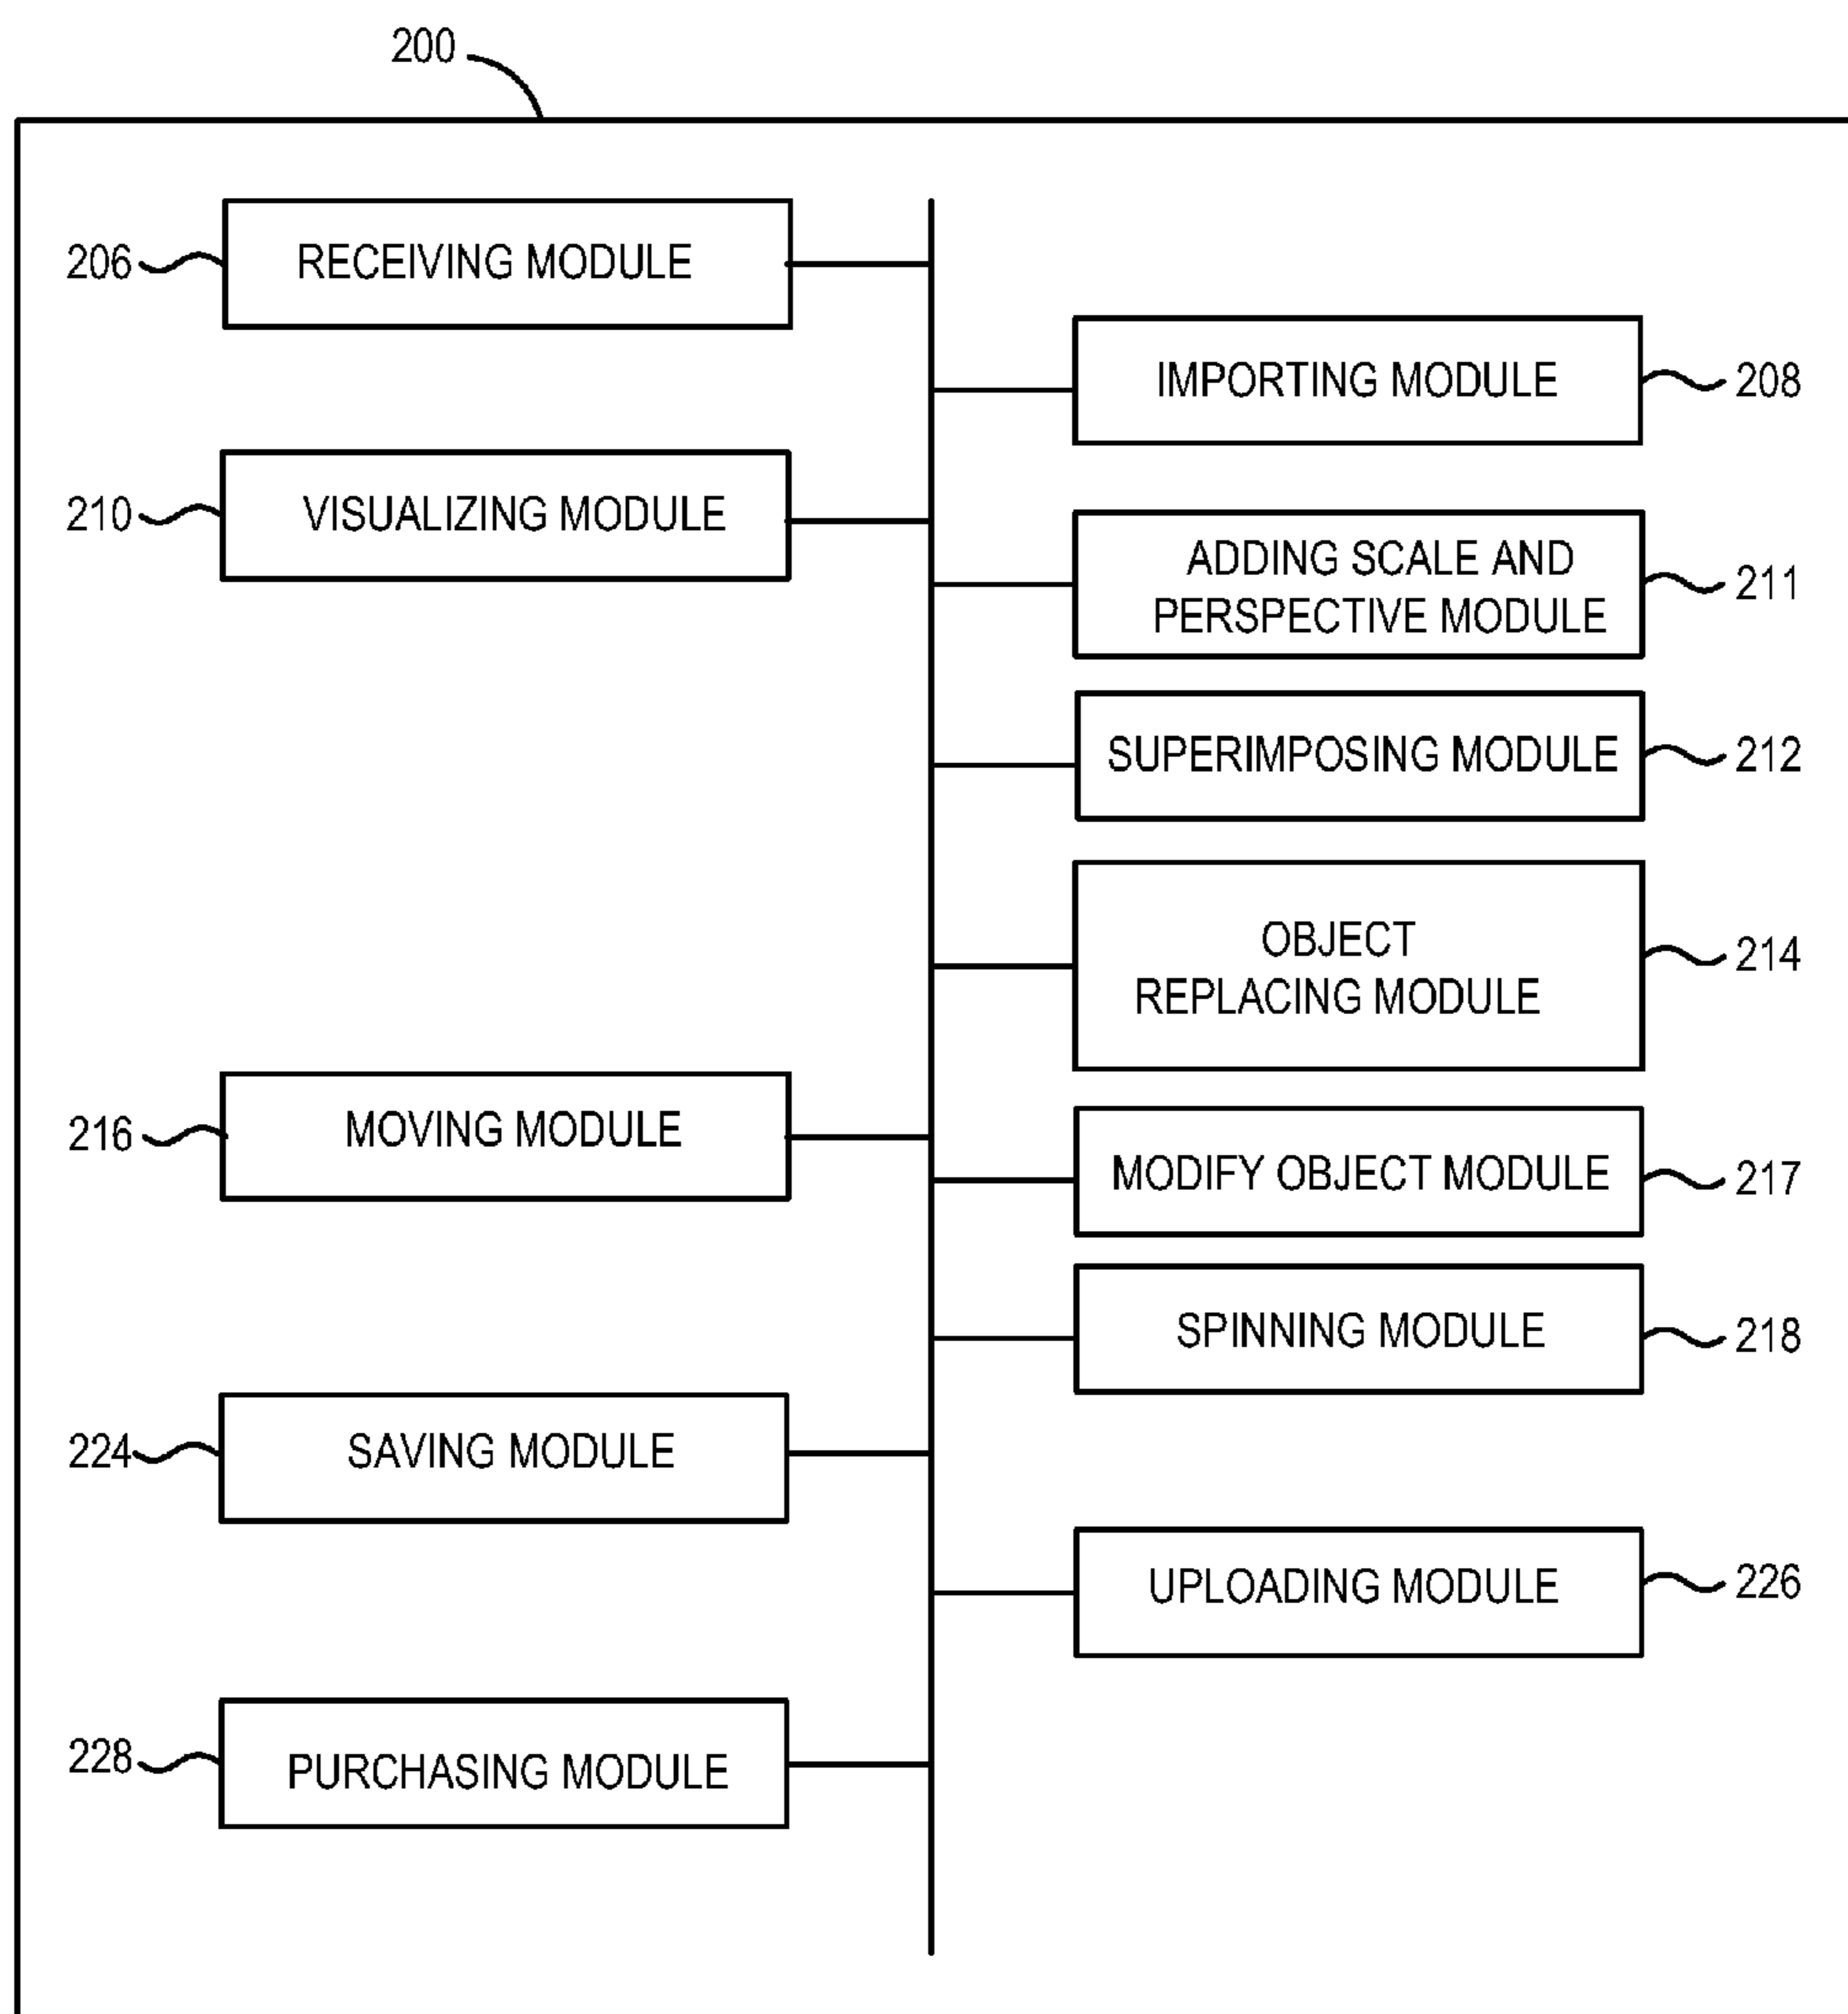 200
206 RECEIVING MODULE
IMPORTING MODULE 208
210 VISUALIZING MODULE
ADDING SCALE AND
PERSPECTIVE MODULE 211
SUPERIMPOSING MODULE 212
OBJECT
REPLACING MODULE 214
216 MOVING MODULE
MODIFY OBJECT MODULE 217
SPINNING MODULE 218
224 SAVING MODULE
UPLOADING MODULE 226
228 PURCHASING MODULE